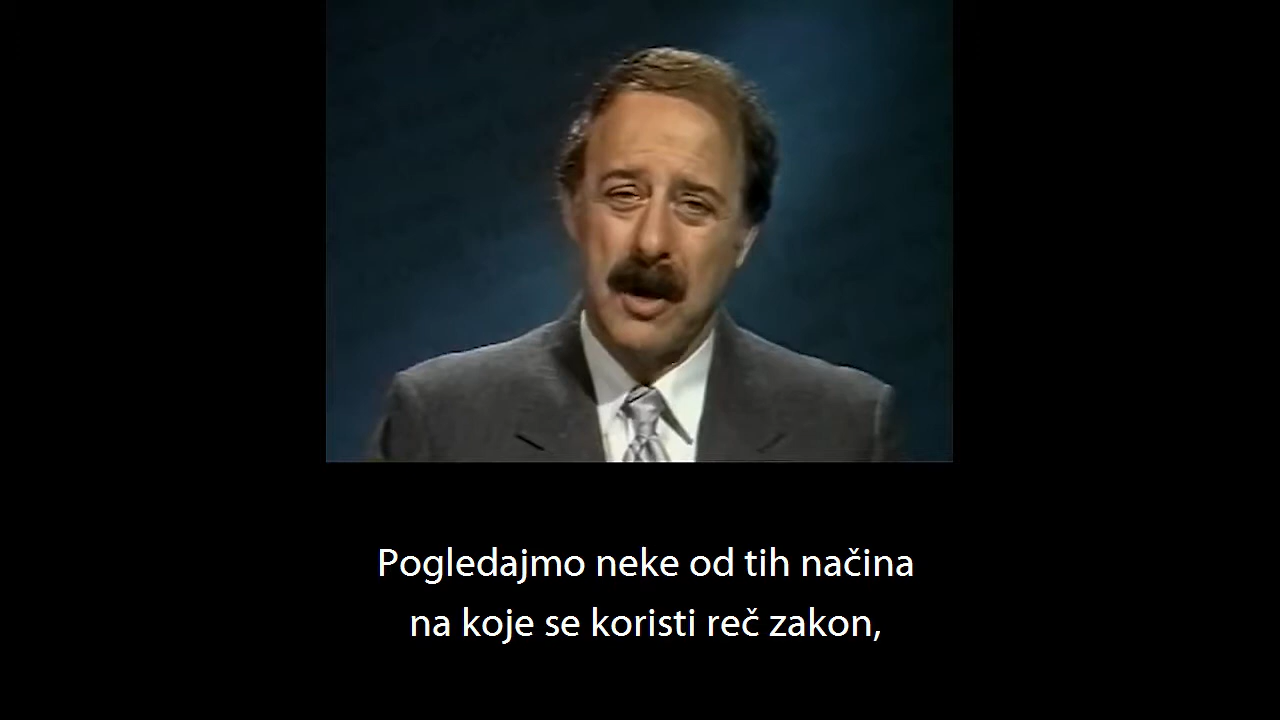 Pogledajmo neke od tih načina
na koje se koristi reč zakon,